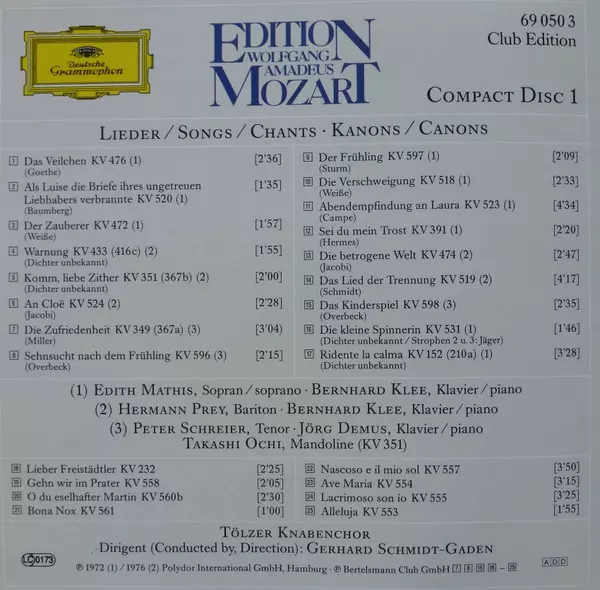 Deutsche
Grammophon
EDITION
WOLFGANG
AMADEUS
MOZART
69 050 3
Club Edition
COMPACT DISC 1
LIEDER / SONGS / CHANTS · KANONS / CANONS
1 Das Veilchen KV 476 (1) [2'36]
(Goethe)
2 Als Luise die Briefe ihres ungetreuen [1'35]
Liebhabers verbrannte KV 520 (1)
(Baumberg)
3 Der Zauberer KV 472 (1) [1'57]
(Weiße)
4 Warnung KV 433 (416c) (2) [1'55]
(Dichter unbekannt)
5 Komm, liebe Zither KV 351 (367b) (2) [2'00]
(Dichter unbekannt)
6 An Cloë KV 524 (2) [2'28]
(Jacobi)
7 Die Zufriedenheit KV 349 (367a) (3) [3'04]
(Miller)
8 Sehnsucht nach dem Frühling KV 596 (3) [2'15]
(Overbeck)
9 Der Frühling KV 597 (1) [2'09]
(Sturm)
10 Die Verschweigung KV 518 (1) [2'33]
(Weiße)
11 Abendempfindung an Laura KV 523 (1) [4'34]
(Campe)
12 Sei du mein Trost KV 391 (1) [2'20]
(Hermes)
13 Die betrogene Welt KV 474 (2) [2'47]
(Jacobi)
14 Das Lied der Trennung KV 519 (2) [4'17]
(Schmidt)
15 Das Kinderspiel KV 598 (3) [2'35]
(Overbeck)
16 Die kleine Spinnerin KV 531 (1) [1'46]
(Dichter unbekannt / Strophen 2 u. 3: Jäger)
17 Ridente la calma KV 152 (210a) (1) [3'28]
(Dichter unbekannt)
(1) EDITH MATHIS, Sopran / soprano · BERNHARD KLEE, Klavier / piano
(2) HERMANN PREY, Bariton · BERNHARD KLEE, Klavier / piano
(3) PETER SCHREIER, Tenor · JÖRG DEMUS, Klavier / piano
TAKASHI OCHI, Mandoline (KV 351)
18 Lieber Freistädtler KV 232 [2'25]
19 Gehn wir im Prater KV 558 [2'05]
20 O du eselhafter Martin KV 560b [2'30]
21 Bona Nox KV 561 [1'00]
22 Nascoso e il mio sol KV 557 [3'50]
23 Ave Maria KV 554 [3'15]
24 Lacrimoso son io KV 555 [3'25]
25 Alleluja KV 553 [1'55]
TÖLZER KNABENCHOR
Dirigent (Conducted by, Direction): GERHARD SCHMIDT-GADEN
LC 0173
℗ 1972 (1) / 1976 (2) Polydor International GmbH, Hamburg · ℗ Bertelsmann Club GmbH 7 8 15 18 – 25
ADD